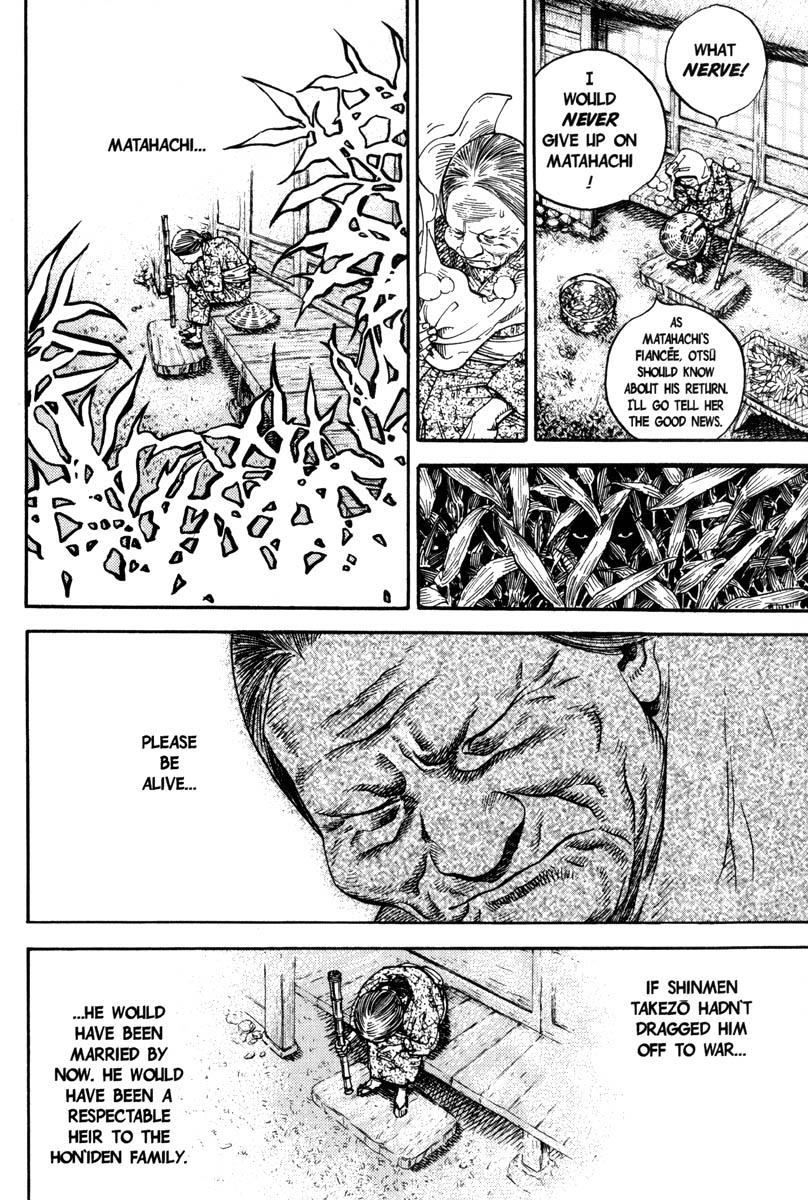 WHAT
NERVE!
I
WOULD
NEVER
GIVE UP ON
MATAHACHI
!
AS
MATAHACHI'S
FIANCÉE, OTSŪ
SHOULD KNOW
ABOUT HIS RETURN.
I'LL GO TELL HER
THE GOOD NEWS.
MATAHACHI...
PLEASE
BE
ALIVE...
IF SHINMEN
TAKEZŌ HADN'T
DRAGGED HIM
OFF TO WAR...
...HE WOULD
HAVE BEEN
MARRIED BY
NOW. HE WOULD
HAVE BEEN A
RESPECTABLE
HEIR TO THE
HON'IDEN FAMILY.